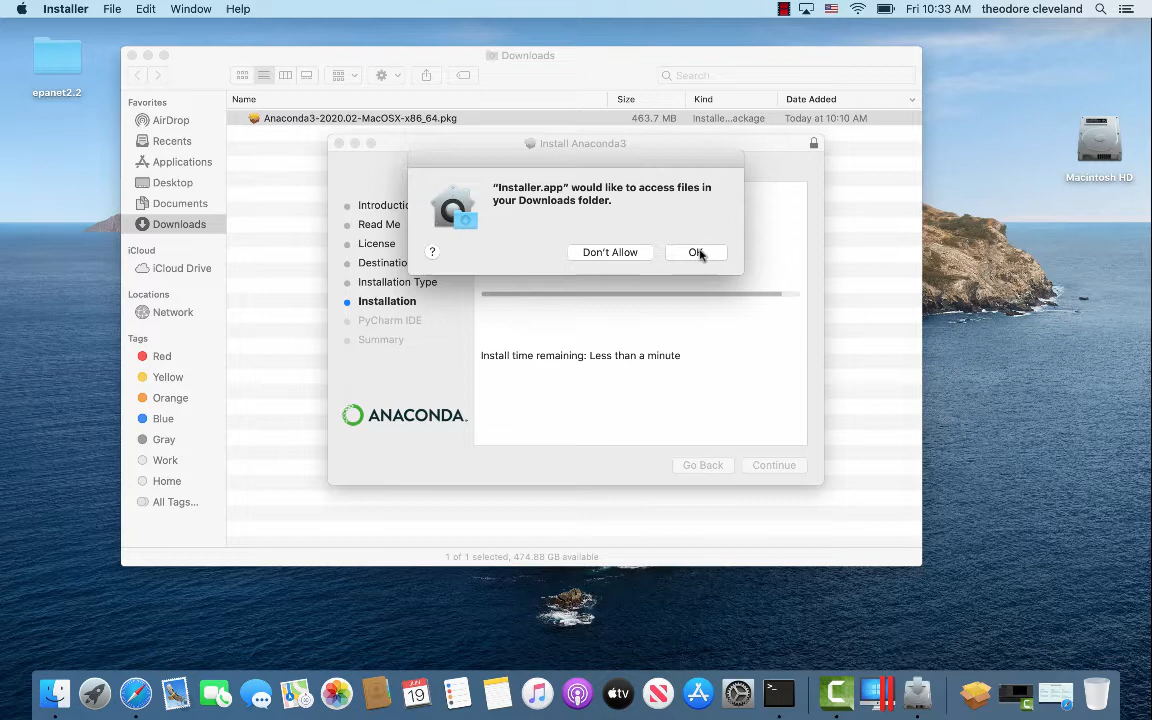 Installer File Edit Window Help
Fri 10:33 AM theodore cleveland
epanet2.2
Macintosh HD
Downloads
Search
Favorites
AirDrop
Recents
Applications
Desktop
Documents
Downloads
iCloud
iCloud Drive
Locations
Network
Tags
Red
Yellow
Orange
Blue
Gray
Work
Home
All Tags...
Name Size Kind Date Added
Anaconda3-2020.02-MacOSX-x86_64.pkg 463.7 MB Installe...ackage Today at 10:10 AM
Install Anaconda3
"Installer.app" would like to access files in
your Downloads folder.
? Don't Allow OK
Introductio
Read Me
License
Destinatio
Installation Type
Installation
PyCharm IDE
Summary
Install time remaining: Less than a minute
ANACONDA.
Go Back Continue
1 of 1 selected, 474.88 GB available
JUN
19
tv
>_